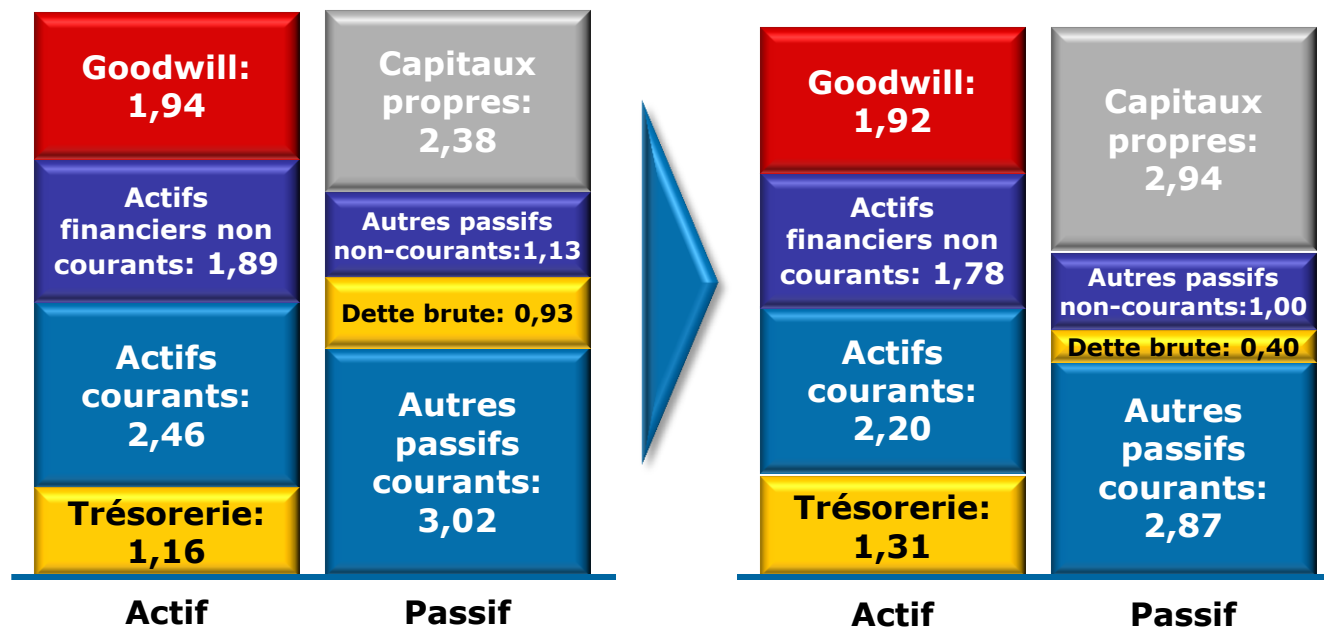 Goodwill:
1,94
Actifs
financiers non
courants: 1,89
Actifs
courants:
2,46
Trésorerie:
1,16
Actif
Capitaux
propres:
2,38
Autres passifs
non-courants:1,13
Dette brute: 0,93
Autres
passifs
courants:
3,02
Passif
Goodwill:
1,92
Actifs
financiers non
courants: 1,78
Actifs
courants:
2,20
Trésorerie:
1,31
Actif
Capitaux
propres:
2,94
Autres passifs
non-courants:1,00
Dette brute: 0,40
Autres
passifs
courants:
2,87
Passif